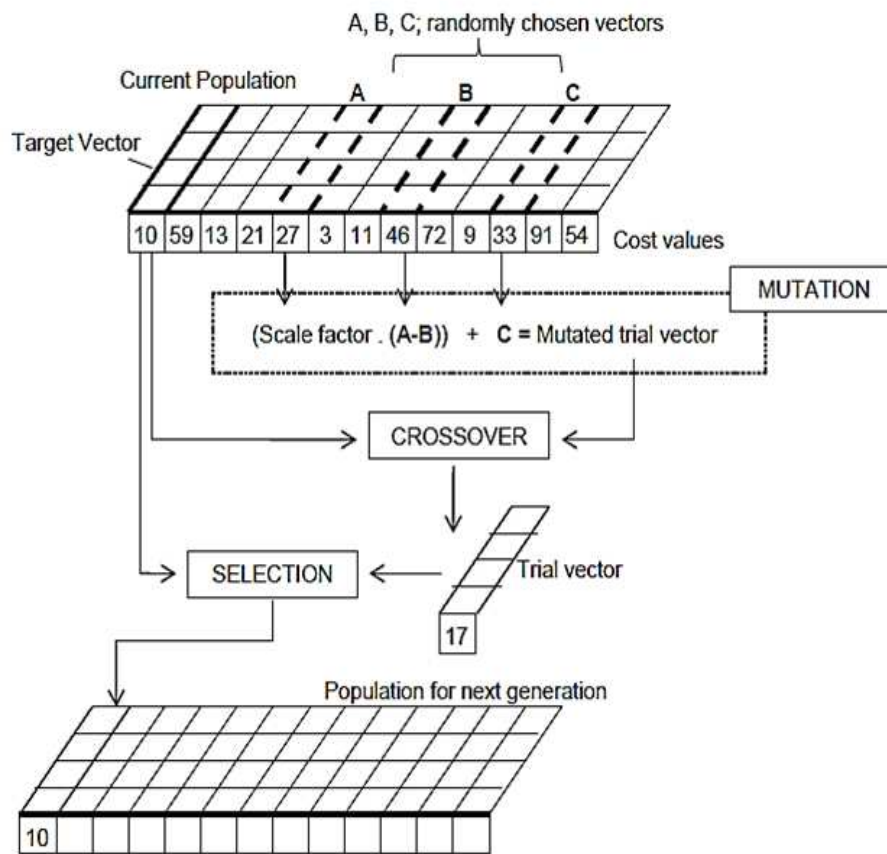 A, B, C; randomly chosen vectors
Current Population
A B C
Target Vector
10 59 13 21 27 3 11 46 72 9 33 91 54
Cost values
MUTATION
(Scale factor . (A-B)) + C = Mutated trial vector
CROSSOVER
SELECTION
Trial vector
17
Population for next generation
10